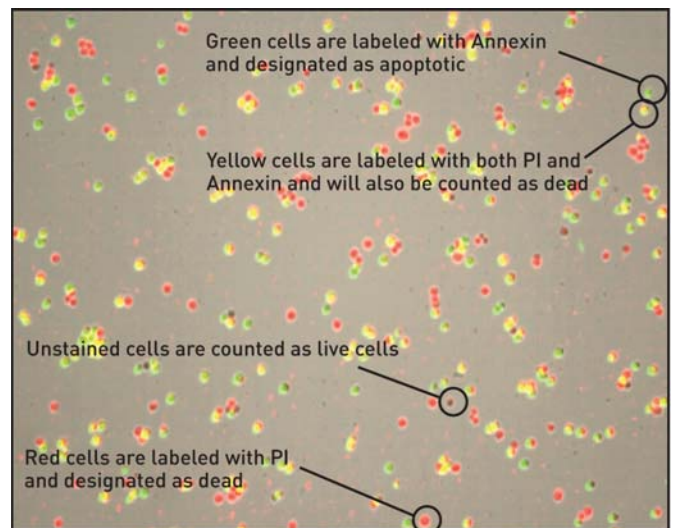 Green cells are labeled with Annexin
and designated as apoptotic
Yellow cells are labeled with both PI and
Annexin and will also be counted as dead
Unstained cells are counted as live cells
Red cells are labeled with PI
and designated as dead